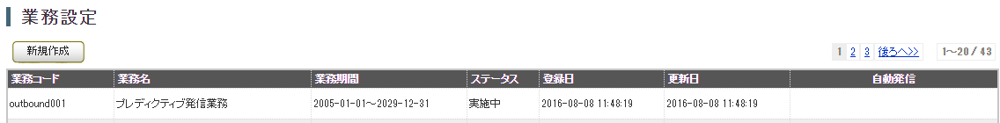 業務設定
新規作成
1 2 3 後ろへ>> 1～20 / 43
業務コード 業務名 業務期間 ステータス 登録日 更新日 自動発信
outbound001 プレディクティブ発信業務 2005-01-01～2029-12-31 実施中 2016-08-08 11:48:19 2016-08-08 11:48:19